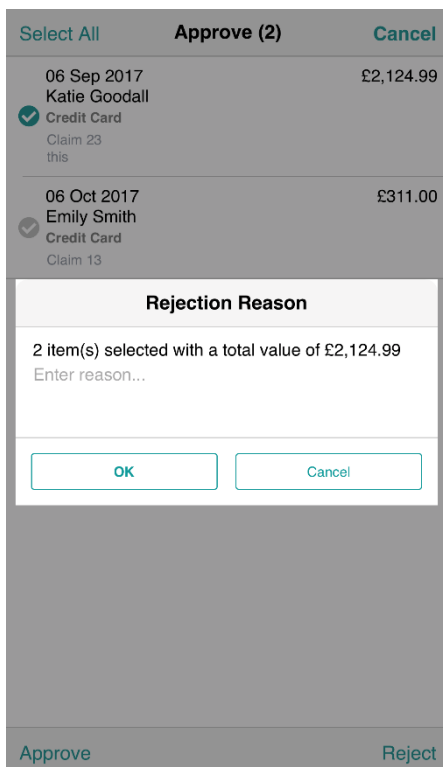 Select All Approve (2) Cancel
06 Sep 2017 £2,124.99
Katie Goodall
Credit Card
Claim 23
this
06 Oct 2017 £311.00
Emily Smith
Credit Card
Claim 13
Rejection Reason
2 item(s) selected with a total value of £2,124.99
Enter reason...
OK Cancel
Approve Reject